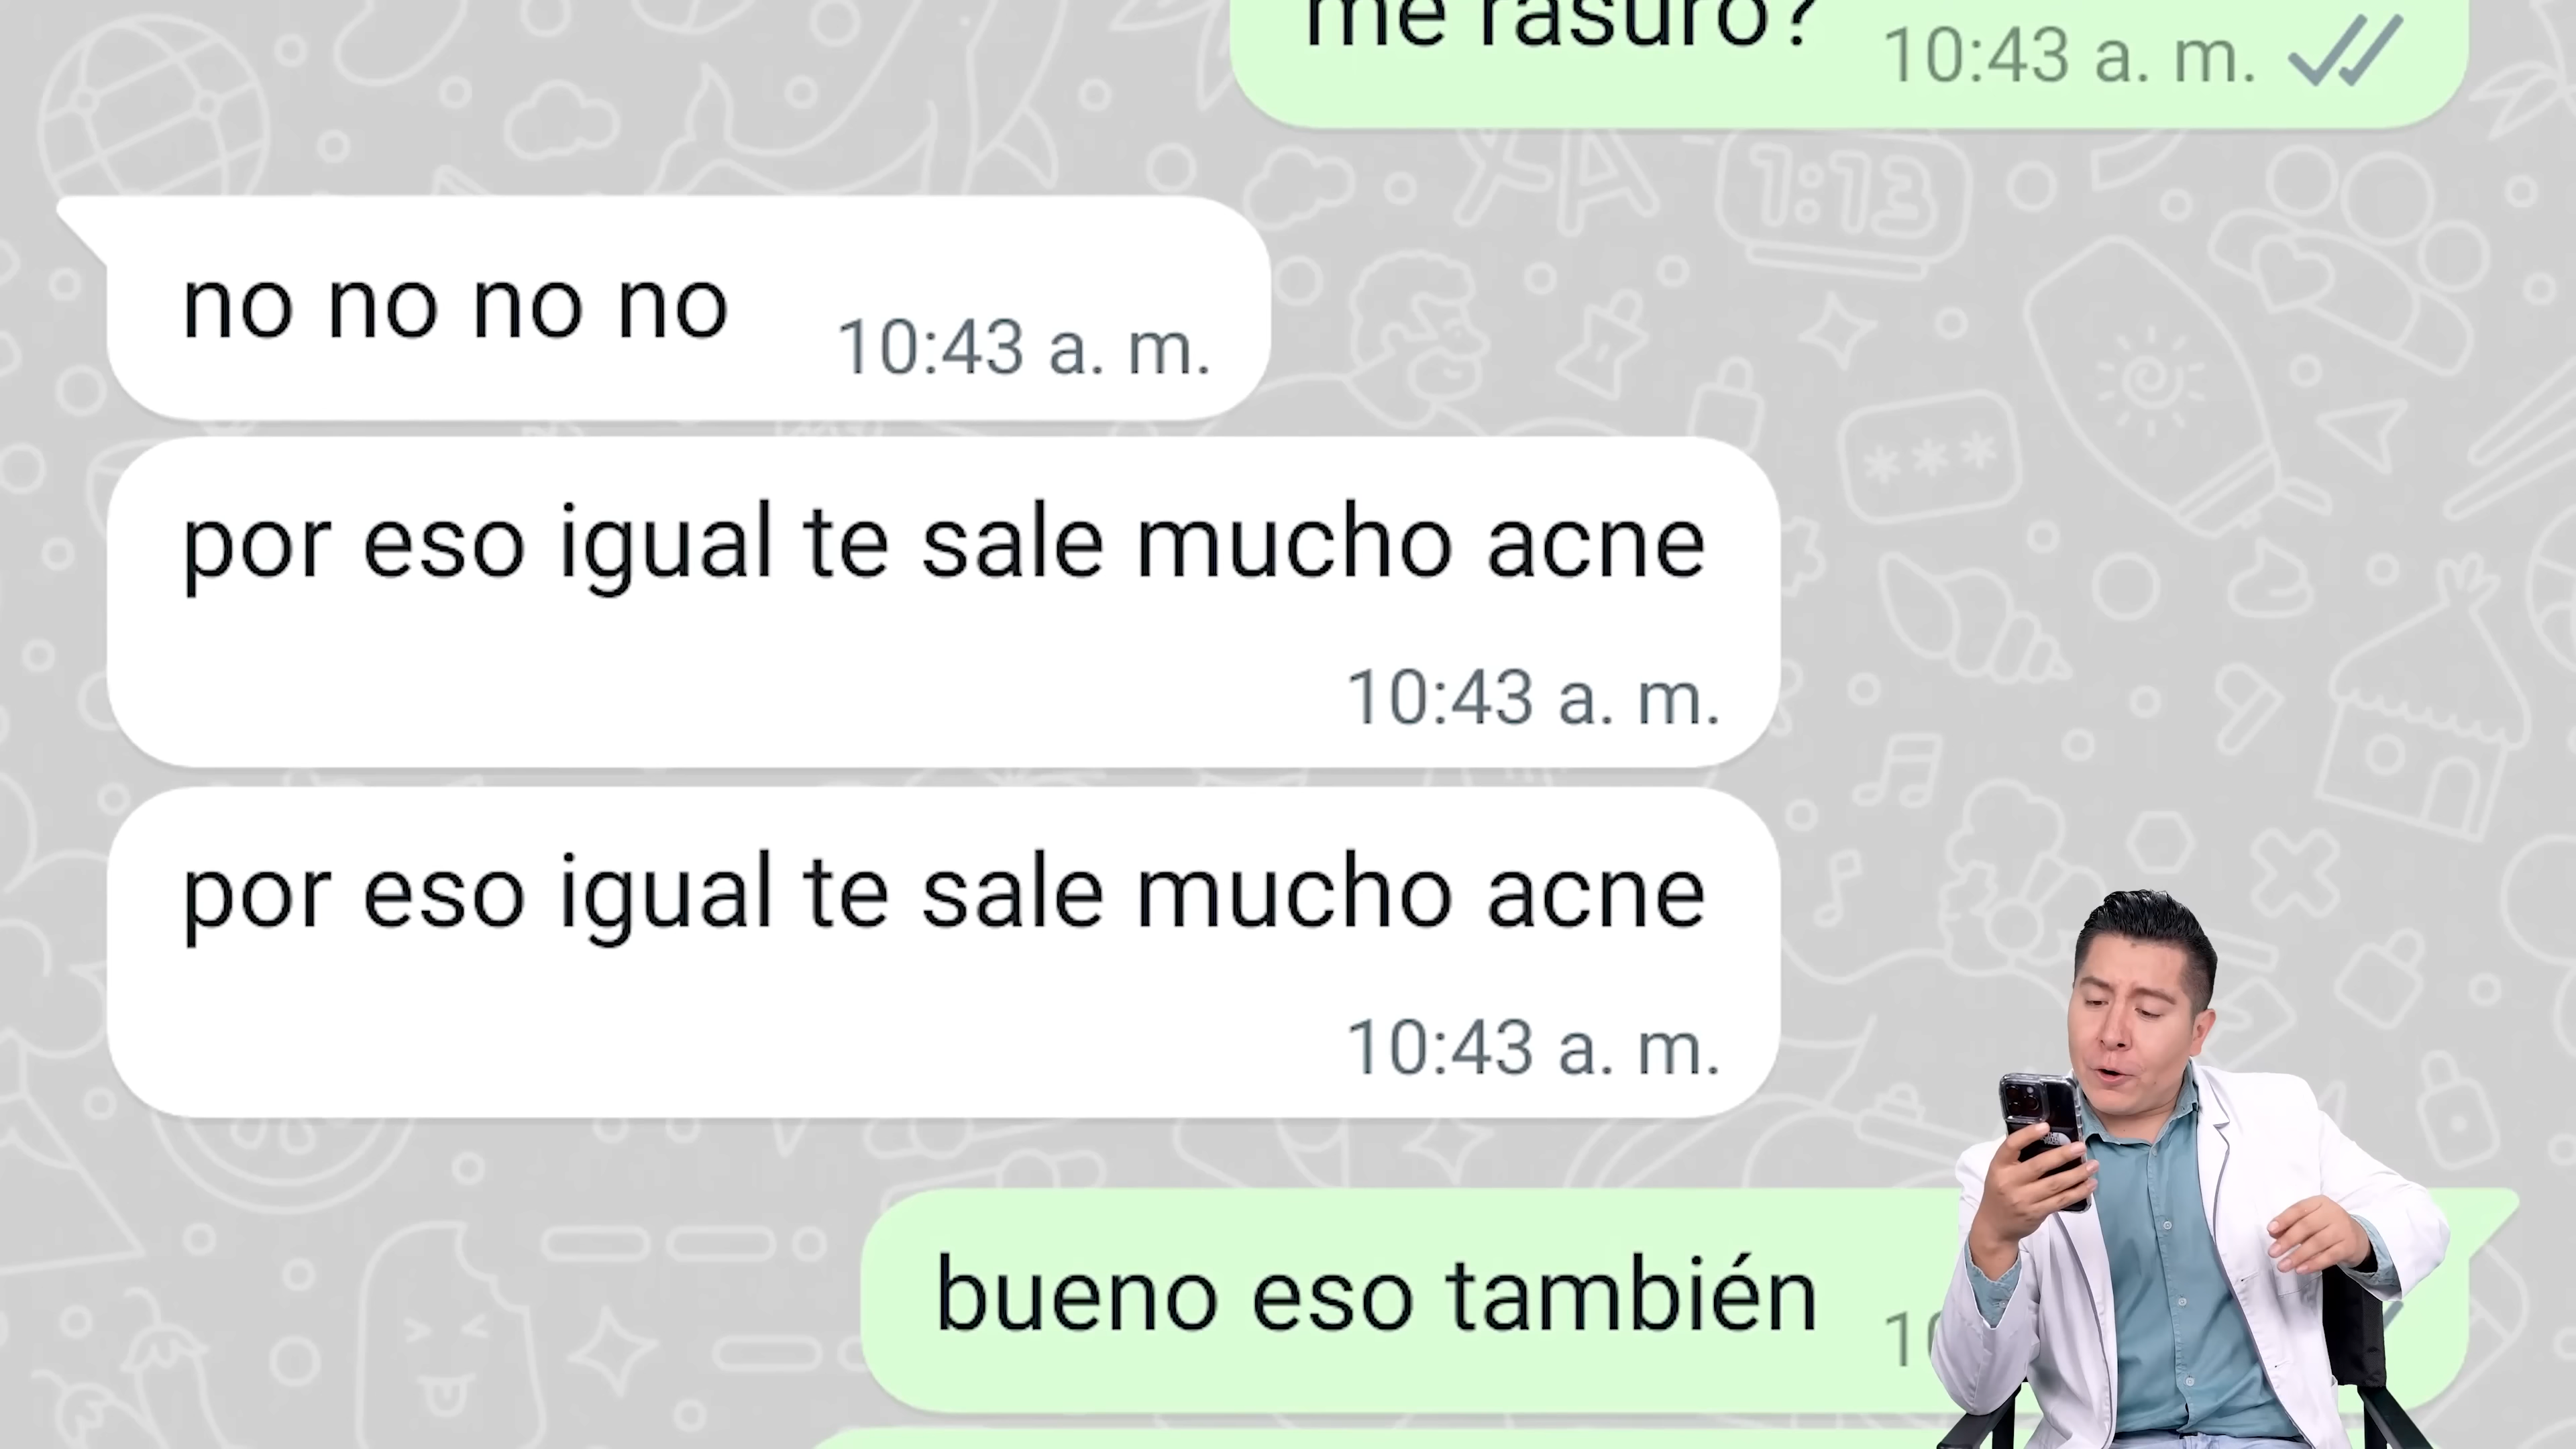 me rasuro?
10:43 a. m.
no no no no
10:43 a. m.
por eso igual te sale mucho acne
10:43 a. m.
por eso igual te sale mucho acne
10:43 a. m.
bueno eso también